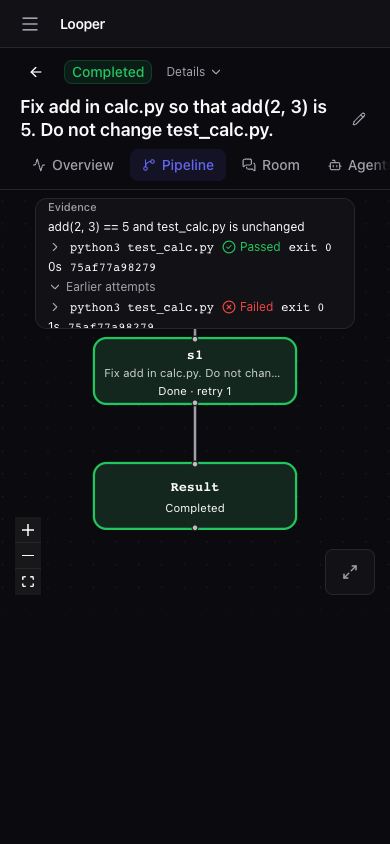 Looper
Completed Details
Fix add in calc.py so that add(2, 3) is
5. Do not change test_calc.py.
Overview Pipeline Room Agent
Evidence
add(2, 3) == 5 and test_calc.py is unchanged
python3 test_calc.py Passed exit 0
0s 75af77a98279
Earlier attempts
python3 test_calc.py Failed exit 0
1s 75af77a98279
s1
Fix add in calc.py. Do not chan...
Done · retry 1
Result
Completed